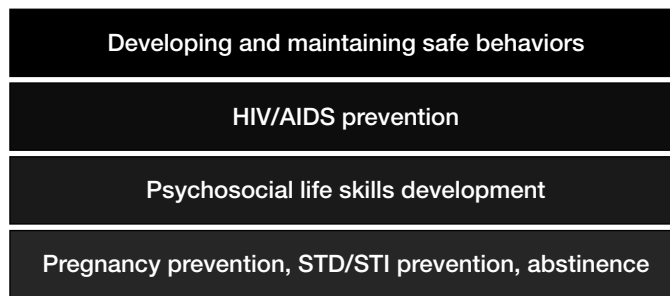 Developing and maintaining safe behaviors
HIV/AIDS prevention
Psychosocial life skills development
Pregnancy prevention, STD/STI prevention, abstinence